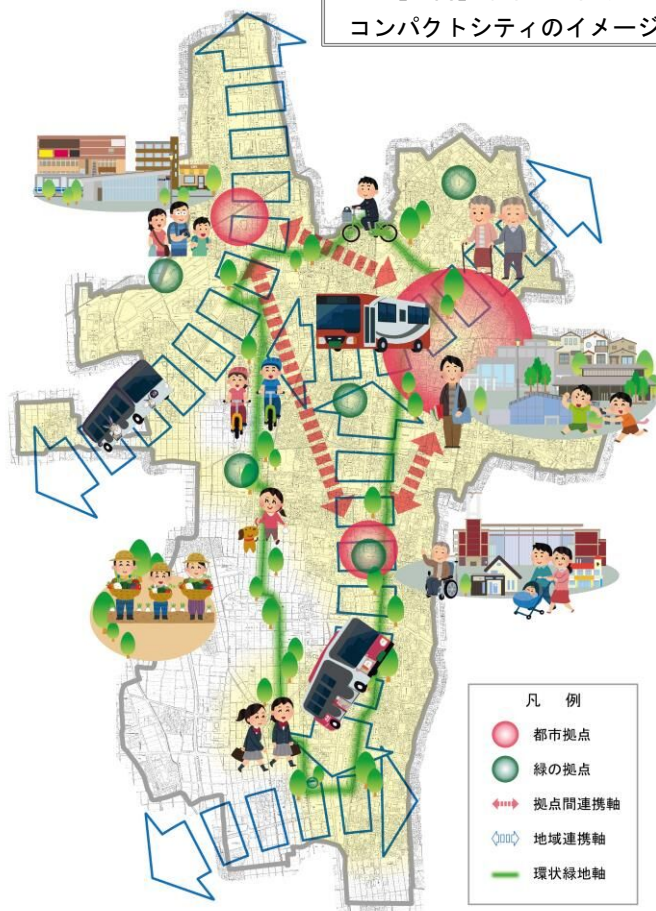 コンパクトシティのイメージ
凡　例
都市拠点
緑の拠点
拠点間連携軸
地域連携軸
環状緑地軸